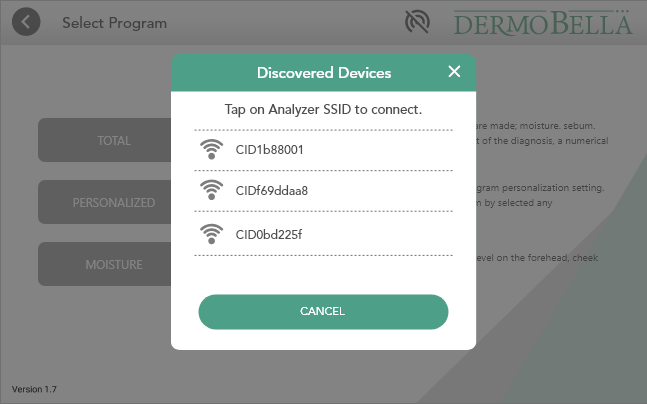 Select Program
DERMOBELLA
Discovered Devices
Tap on Analyzer SSID to connect.
CID1b88001
CIDf69ddaa8
CID0bd225f
CANCEL
TOTAL
are made; moisture. sebum.
t of the diagnosis, a numerical
PERSONALIZED
gram personalization setting.
m by selected any
MOISTURE
evel on the forehead, cheek
Version 1.7